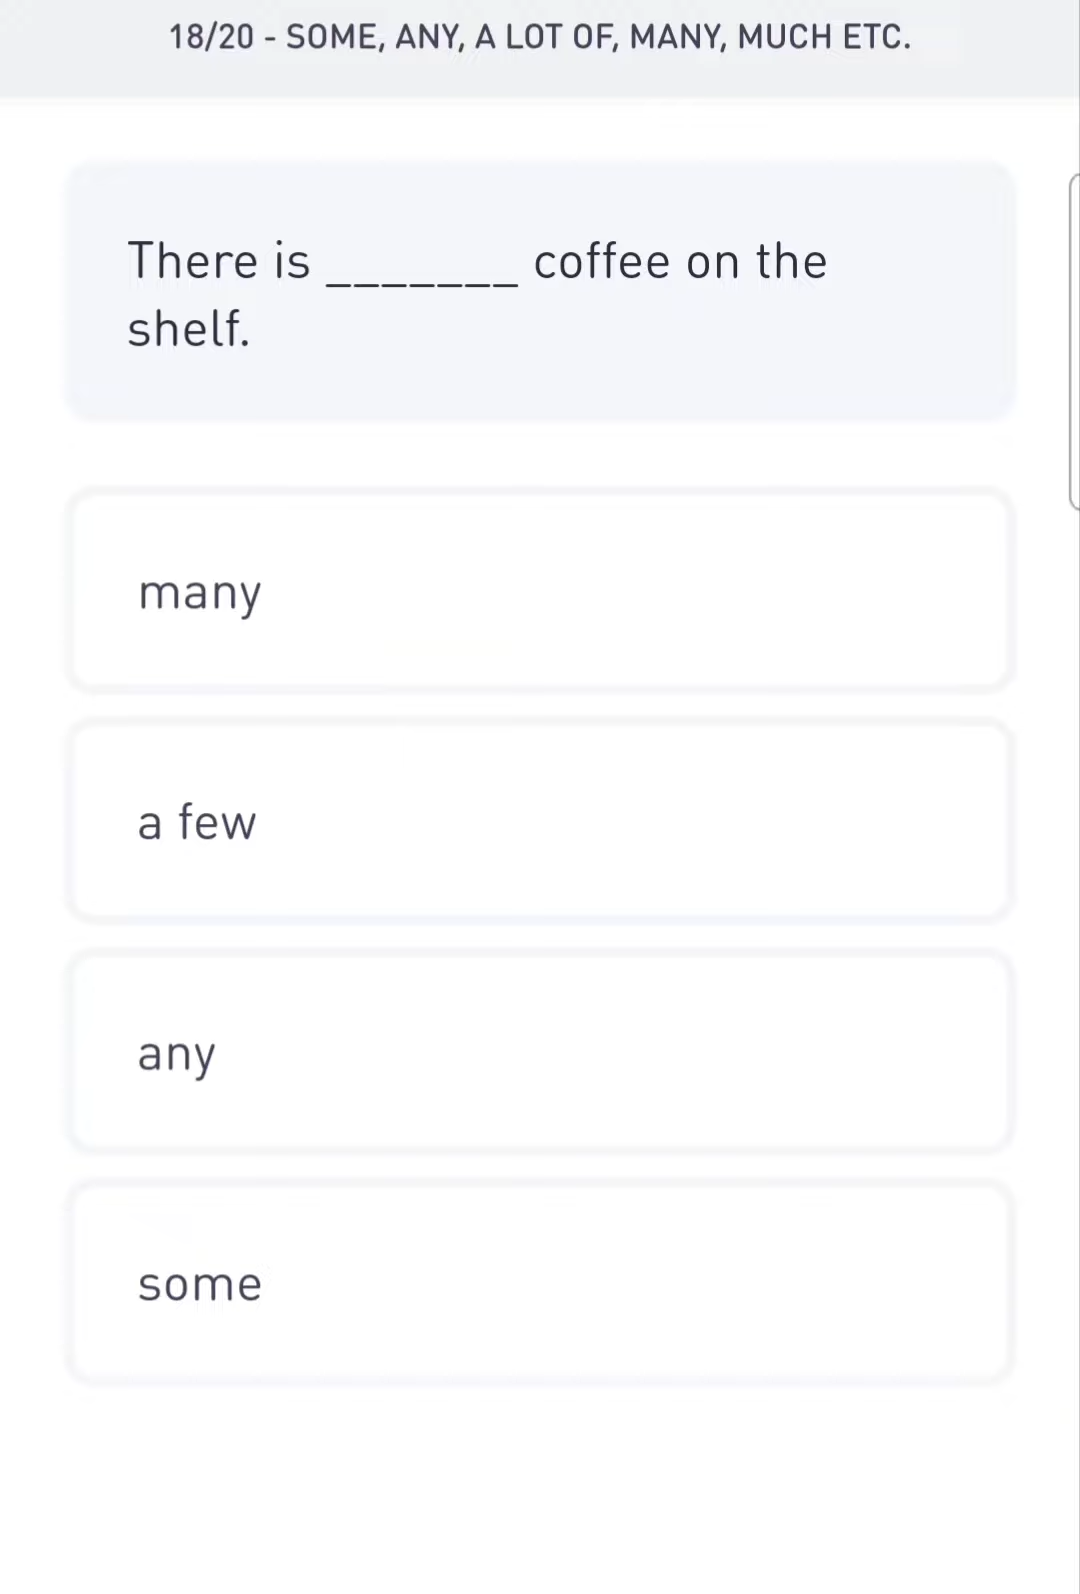 18/20 - SOME, ANY, A LOT OF, MANY, MUCH ETC.
There is _______ coffee on the
shelf.
many
a few
any
some